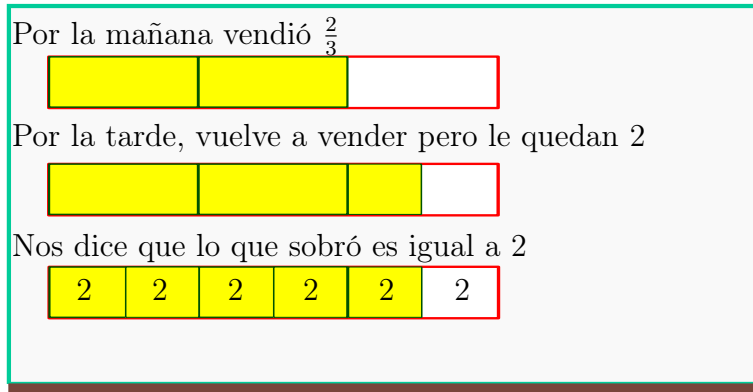 Por la mañana vendió 2/3
Por la tarde, vuelve a vender pero le quedan 2
Nos dice que lo que sobró es igual a 2
2 2 2 2 2 2